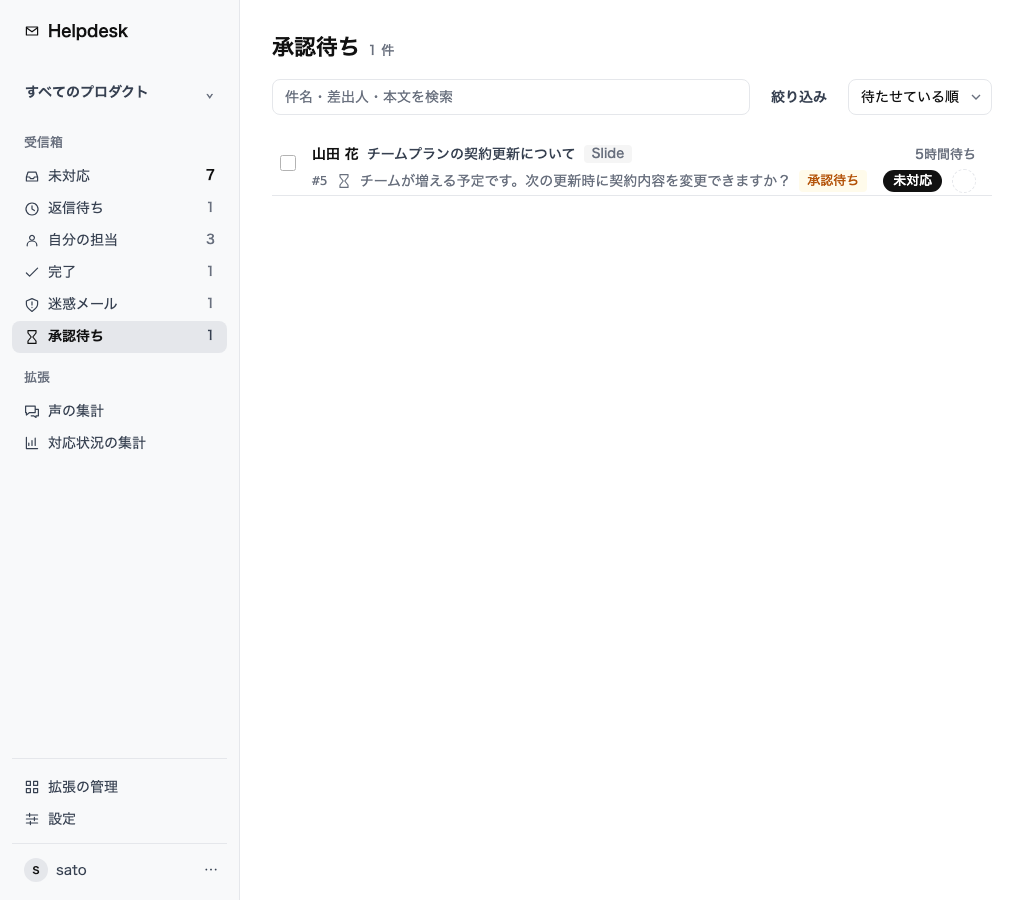 Helpdesk
すべてのプロダクト
受信箱
未対応 7
返信待ち 1
自分の担当 3
完了 1
迷惑メール 1
承認待ち 1
拡張
声の集計
対応状況の集計
拡張の管理
設定
S sato ...
承認待ち 1 件
件名・差出人・本文を検索 絞り込み 待たせている順
山田 花 チームプランの契約更新について Slide 5時間待ち
#5 チームが増える予定です。次の更新時に契約内容を変更できますか？ 承認待ち 未対応